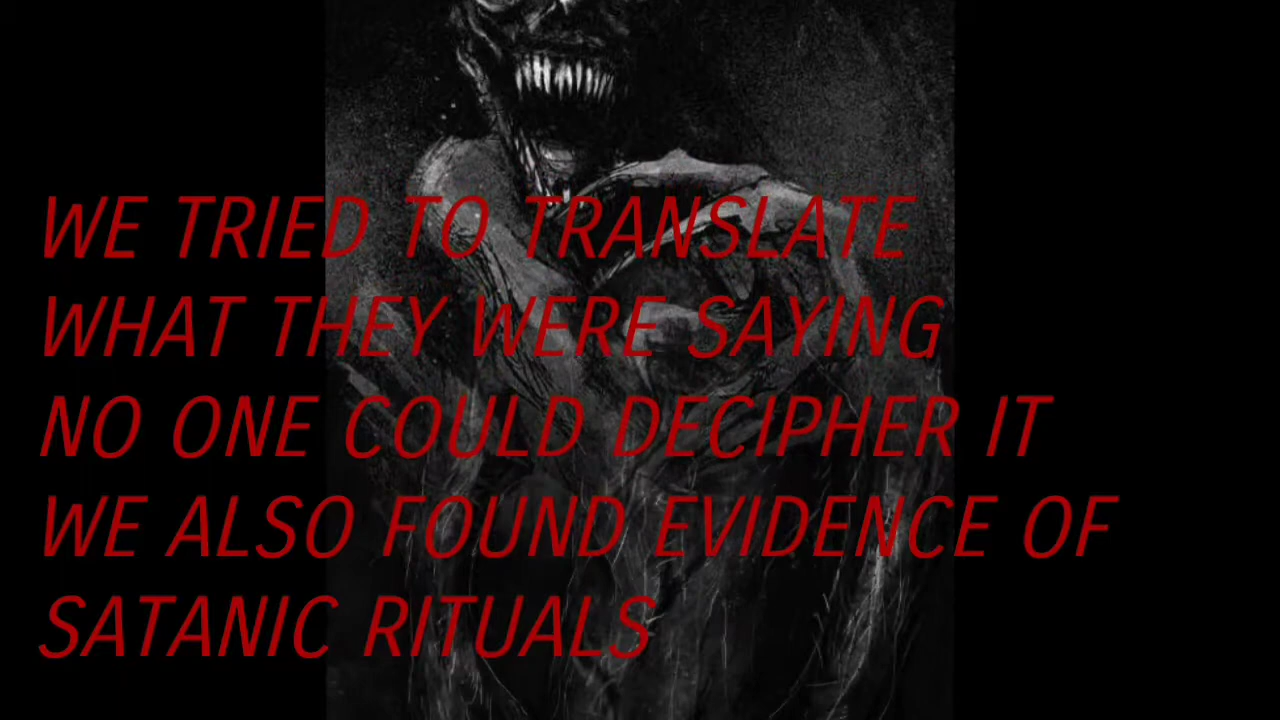 WE TRIED TO TRANSLATE
WHAT THEY WERE SAYING
NO ONE COULD DECIPHER IT
WE ALSO FOUND EVIDENCE OF
SATANIC RITUALS